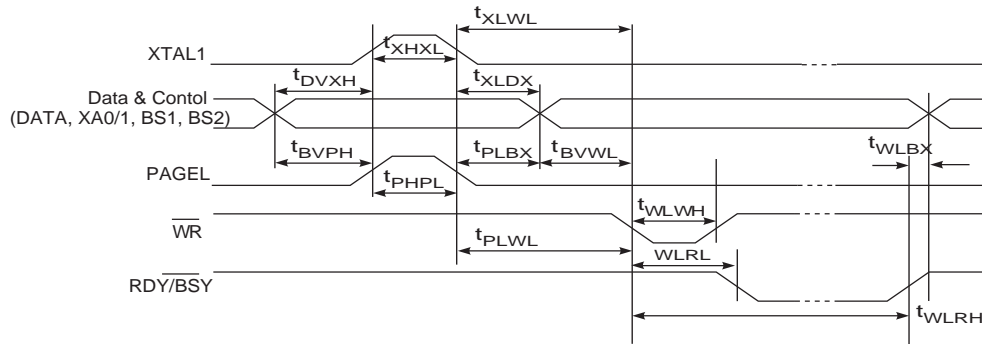 tXLWL
XTAL1
tXHXL
tDVXH
tXLDX
Data & Contol
(DATA, XA0/1, BS1, BS2)
tWLBX
tBVPH
tPLBX
tBVWL
PAGEL
tPHPL
tWLWH
WR
tPLWL
WLRL
RDY/BSY
tWLRH